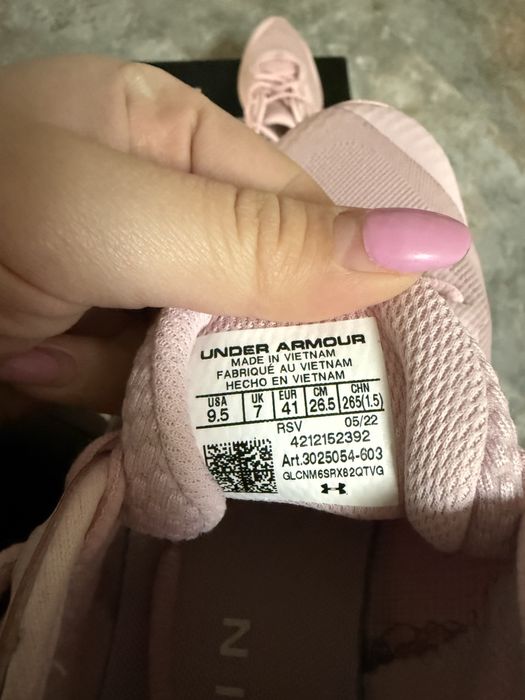 UNDER ARMOUR
MADE IN VIETNAM
FABRIQUÉ AU VIETNAM
HECHO EN VIETNAM
USA UK EUR CM CHN
9.5 7 41 26.5 265(1.5)
RSV 05/22
4212152392
Art.3025054-603
GLCNM6SRX82QTVG
N